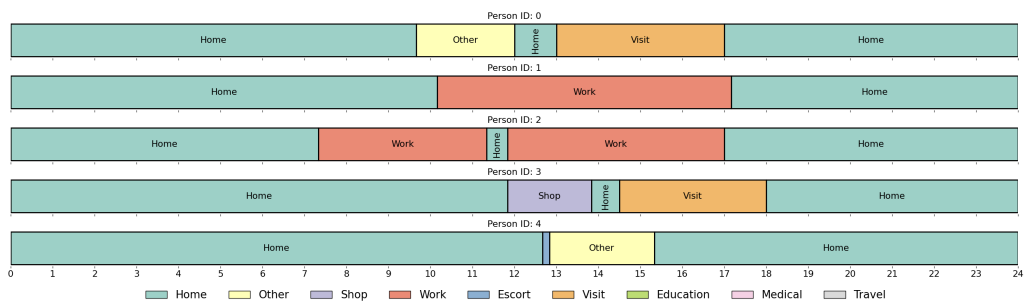 Person ID: 0
Home Other Home Visit Home
Person ID: 1
Home Work Home
Person ID: 2
Home Work Home Work Home
Person ID: 3
Home Shop Home Visit Home
Person ID: 4
Home Other Home
0 1 2 3 4 5 6 7 8 9 10 11 12 13 14 15 16 17 18 19 20 21 22 23 24
Home Other Shop Work Escort Visit Education Medical Travel